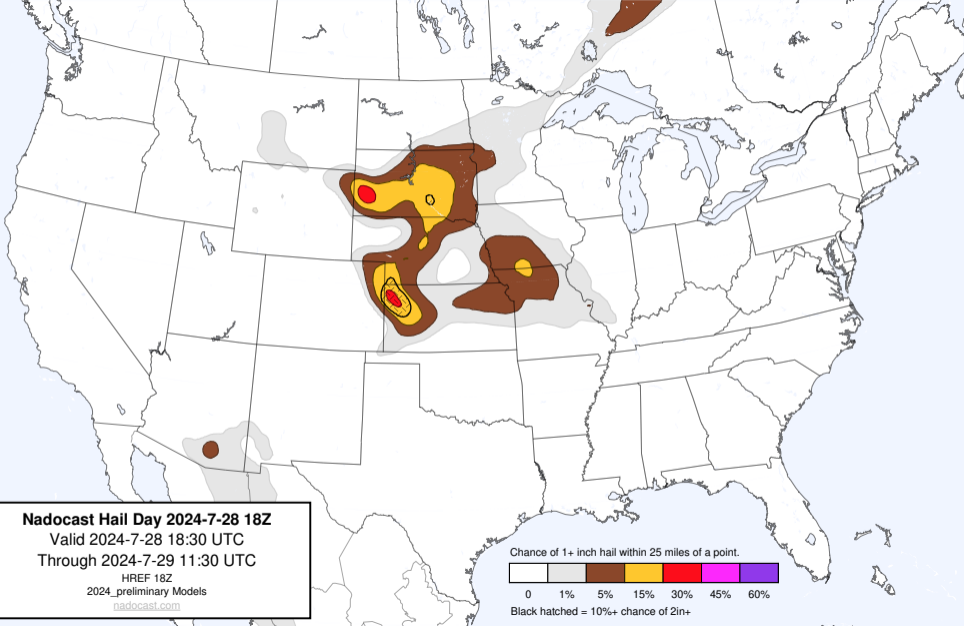 Nadocast Hail Day 2024-7-28 18Z
Valid 2024-7-28 18:30 UTC
Through 2024-7-29 11:30 UTC
HREF 18Z
2024_preliminary Models
nadocast.com
Chance of 1+ inch hail within 25 miles of a point.
0 1% 5% 15% 30% 45% 60%
Black hatched = 10%+ chance of 2in+